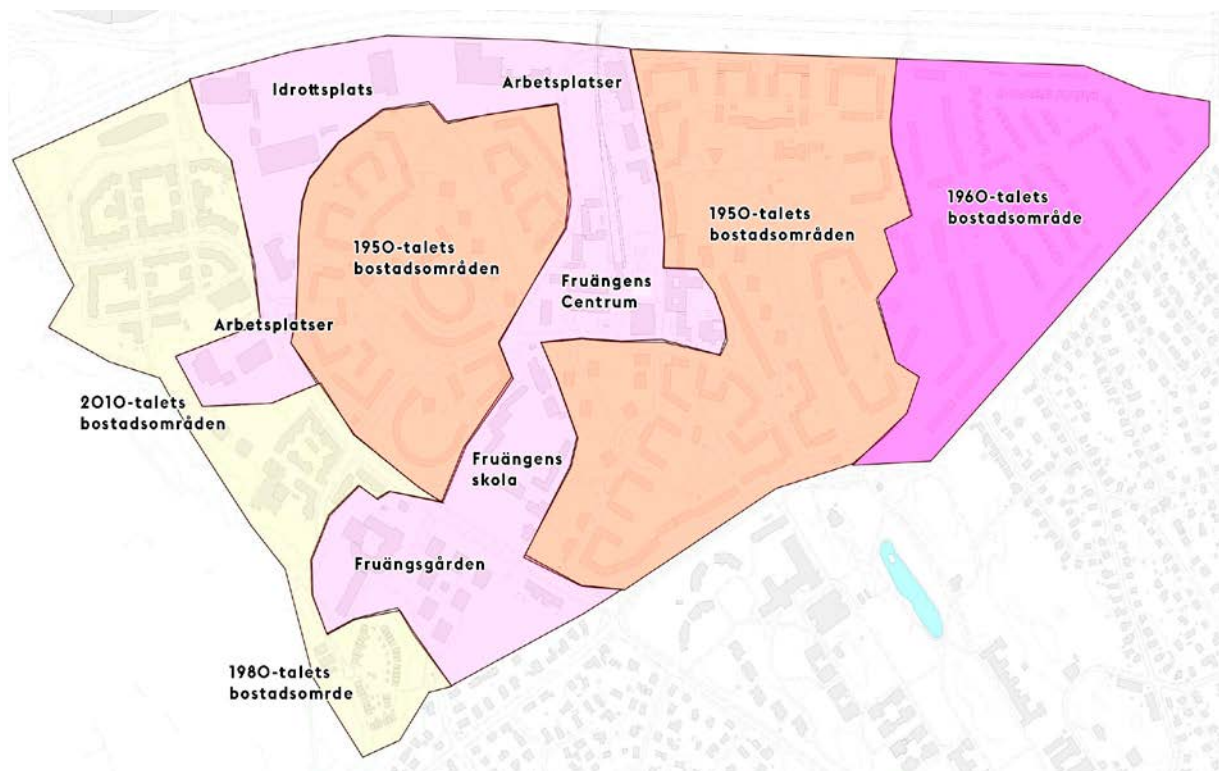 Idrottsplats
Arbetsplatser
1950-talets
bostadsområden
1950-talets
bostadsområden
1960-talets
bostadsområde
Fruängens
Centrum
Arbetsplatser
2010-talets
bostadsområden
Fruängens
skola
Fruängsgården
1980-talets
bostadsomrde